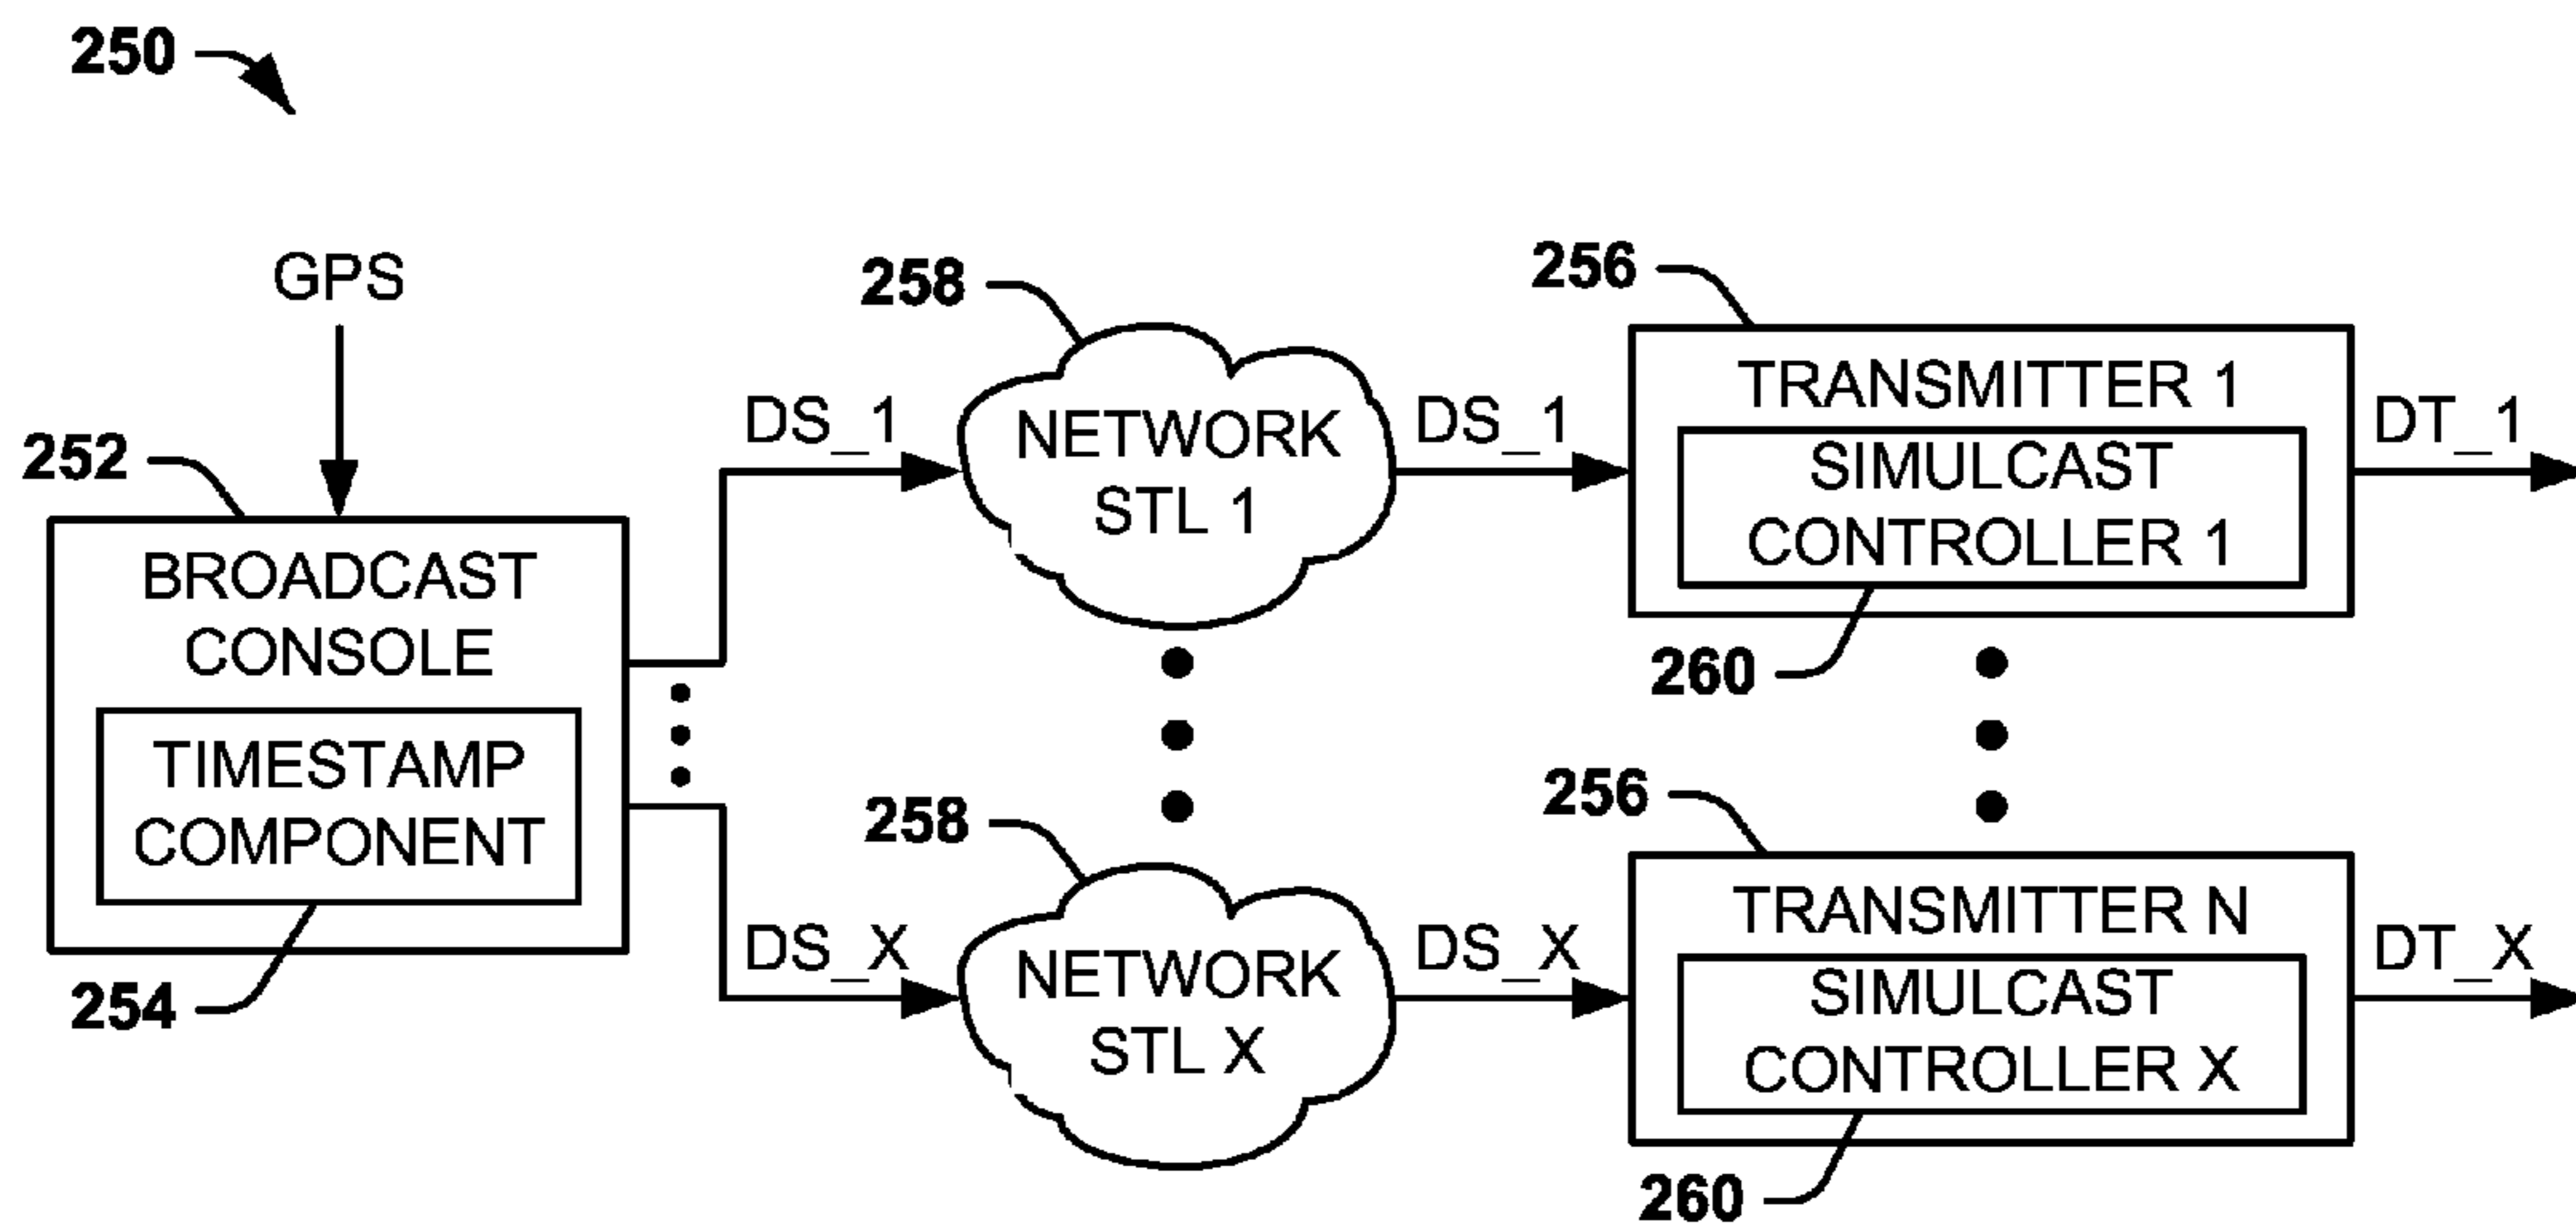 250
GPS
252
BROADCAST
CONSOLE
TIMESTAMP
COMPONENT
254
DS_1
258
NETWORK
STL 1
DS_1
256
TRANSMITTER 1
SIMULCAST
CONTROLLER 1
260
DT_1
DS_X
258
NETWORK
STL X
DS_X
256
TRANSMITTER N
SIMULCAST
CONTROLLER X
260
DT_X